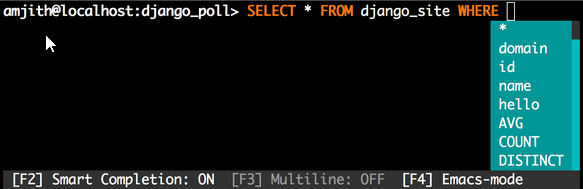 amjith@localhost:django_poll> SELECT * FROM django_site WHERE
*
domain
id
name
hello
AVG
COUNT
DISTINCT
[F2] Smart Completion: ON [F3] Multiline: OFF [F4] Emacs-mode